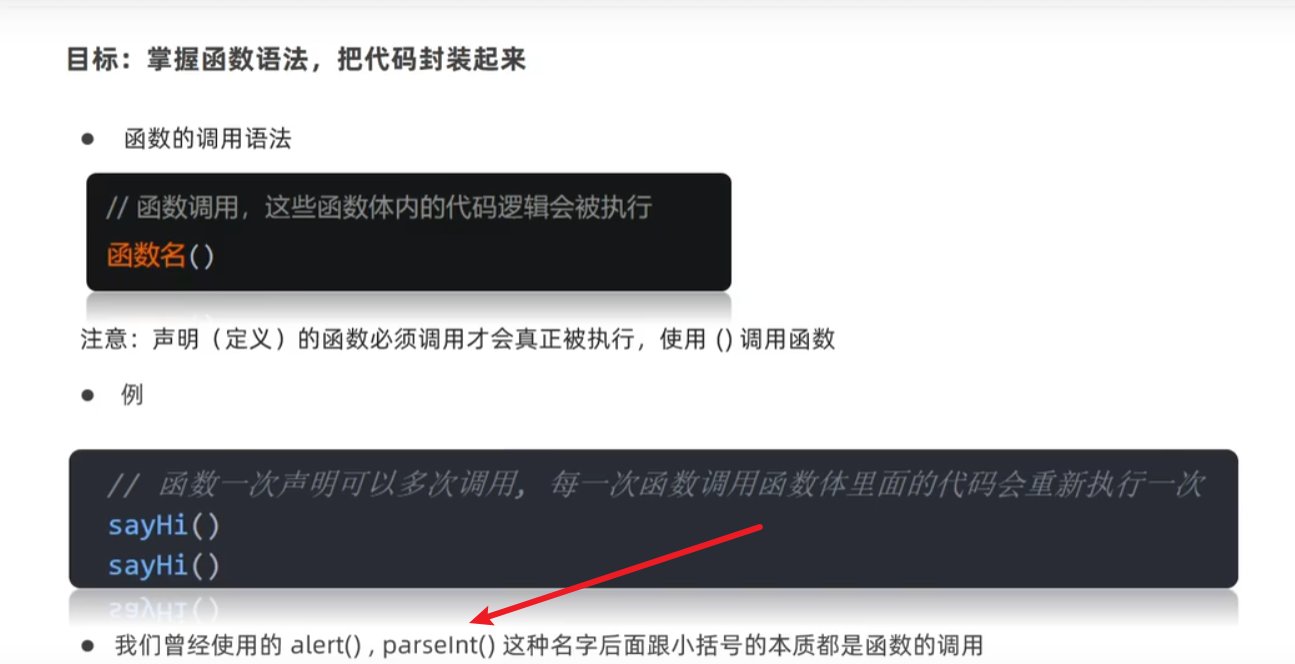 目标：掌握函数语法，把代码封装起来
● 函数的调用语法
// 函数调用，这些函数体内的代码逻辑会被执行
函数名()
注意：声明（定义）的函数必须调用才会真正被执行，使用 () 调用函数
● 例
// 函数一次声明可以多次调用, 每一次函数调用函数体里面的代码会重新执行一次
sayHi()
sayHi()
● 我们曾经使用的 alert() , parseInt() 这种名字后面跟小括号的本质都是函数的调用